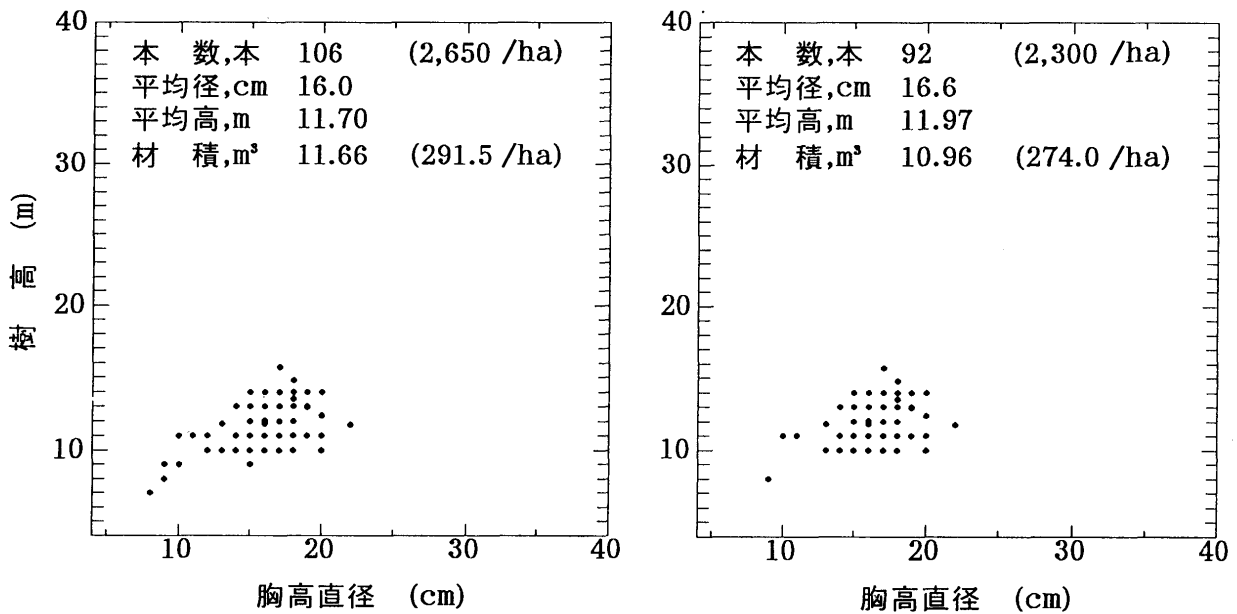 40
30
20
10
樹 高 (m)
本 数,本 106 (2,650 /ha)
平均径,cm 16.0
平均高,m 11.70
材 積,m³ 11.66 (291.5 /ha)
10 20 30 40
胸高直径 (cm)
40
30
20
10
本 数,本 92 (2,300 /ha)
平均径,cm 16.6
平均高,m 11.97
材 積,m³ 10.96 (274.0 /ha)
10 20 30 40
胸高直径 (cm)